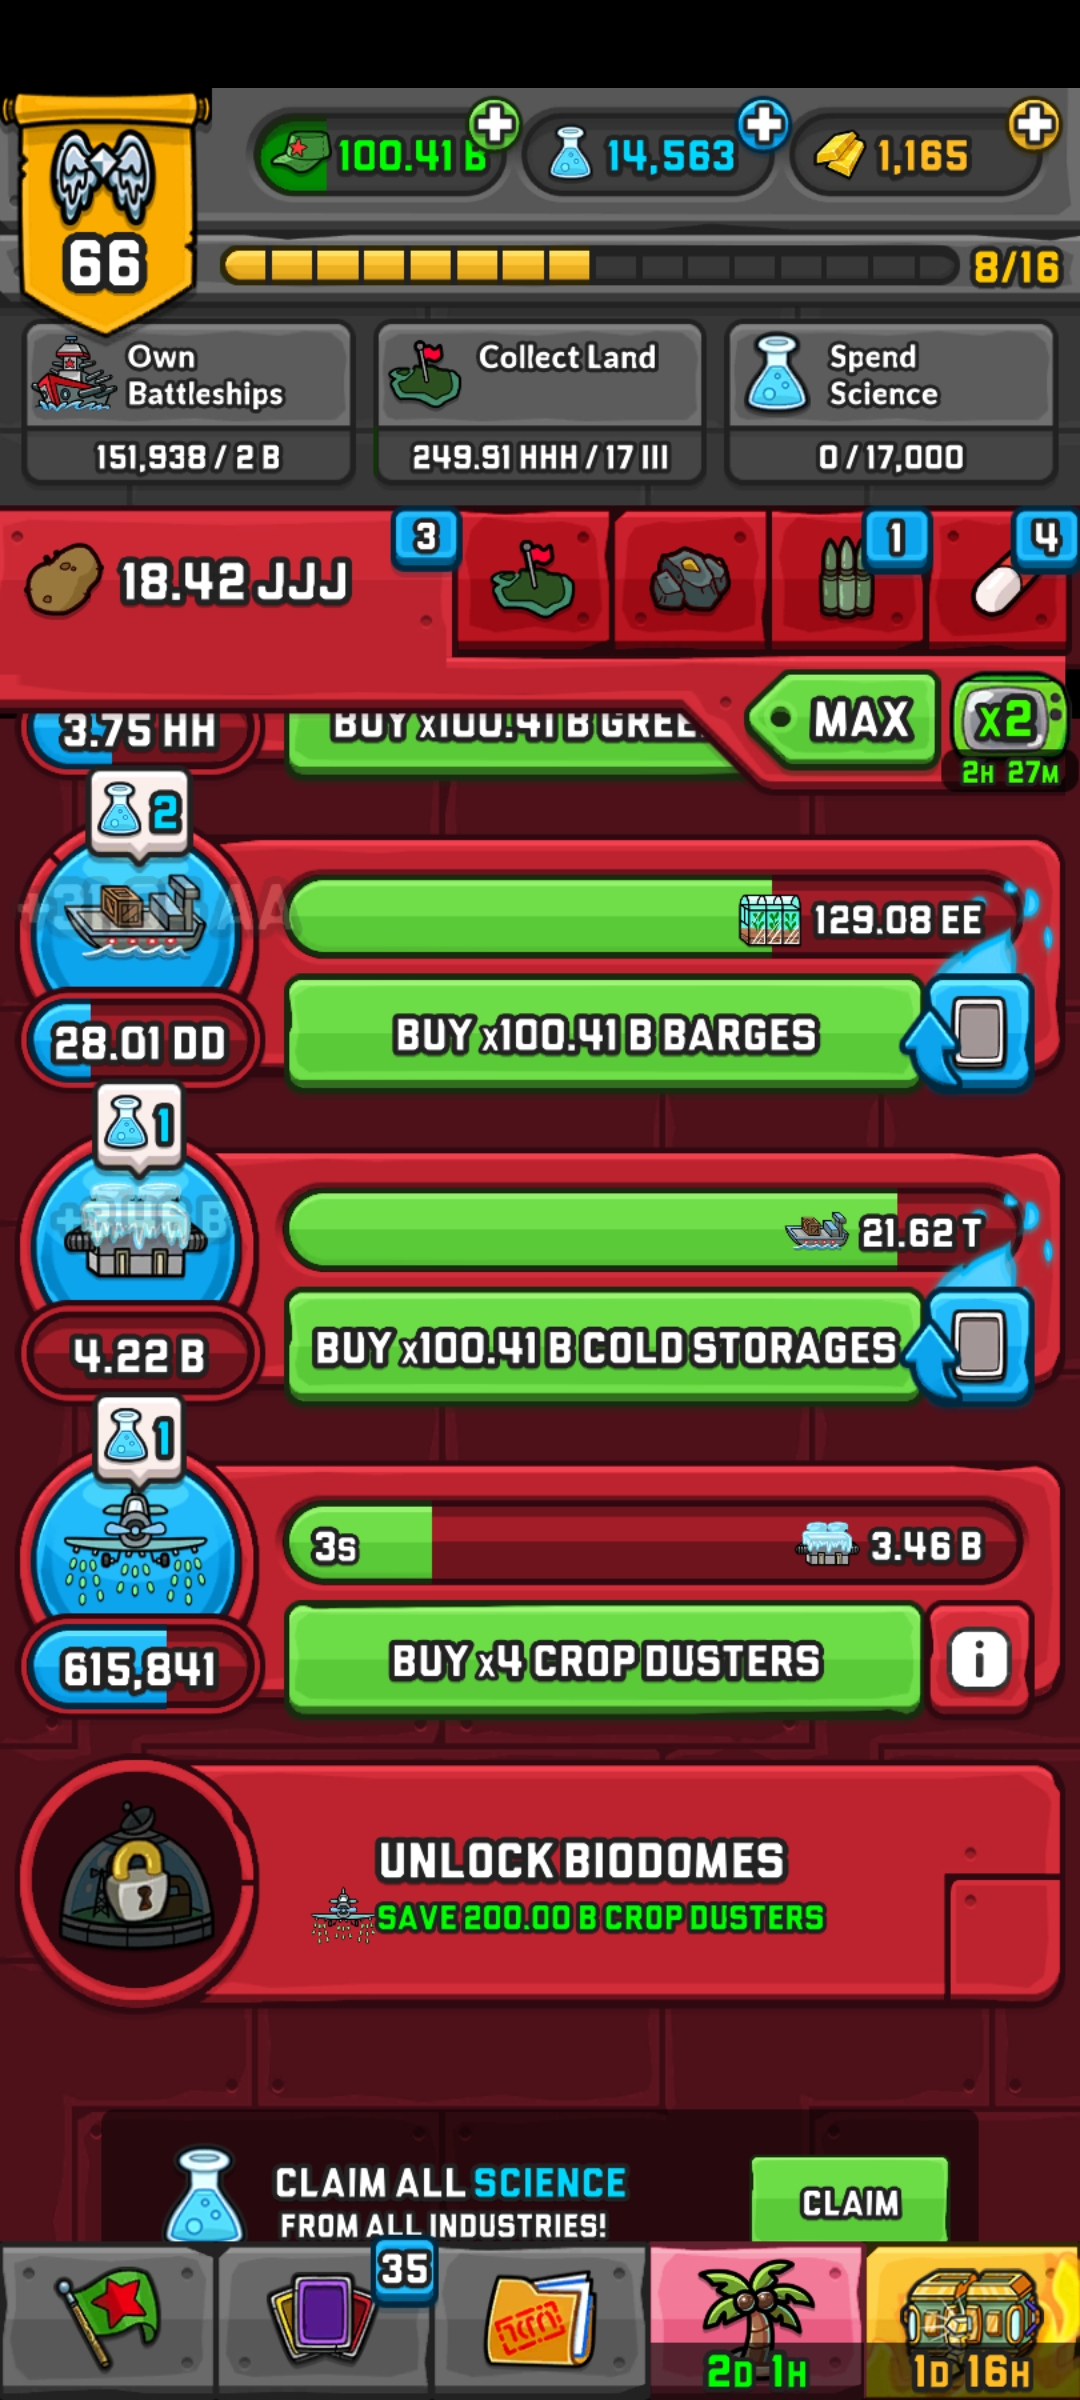 100.41 B
14,563
1,165
66
8/16
Own
Battleships
151,938 / 2 B
Collect Land
249.91 HHH / 17 III
Spend
Science
0 / 17,000
18.42 JJJ
3
1
4
MAX
x2
2H 27M
3.75 HH
BUY x100.41 B GREE
2
129.08 EE
28.01 DD
BUY x100.41 B BARGES
1
21.62 T
4.22 B
BUY x100.41 B COLD STORAGES
1
3s
3.46 B
615,841
BUY x4 CROP DUSTERS
i
UNLOCK BIODOMES
SAVE 200.00 B CROP DUSTERS
CLAIM ALL SCIENCE
FROM ALL INDUSTRIES!
CLAIM
35
2D 1H
1D 16H